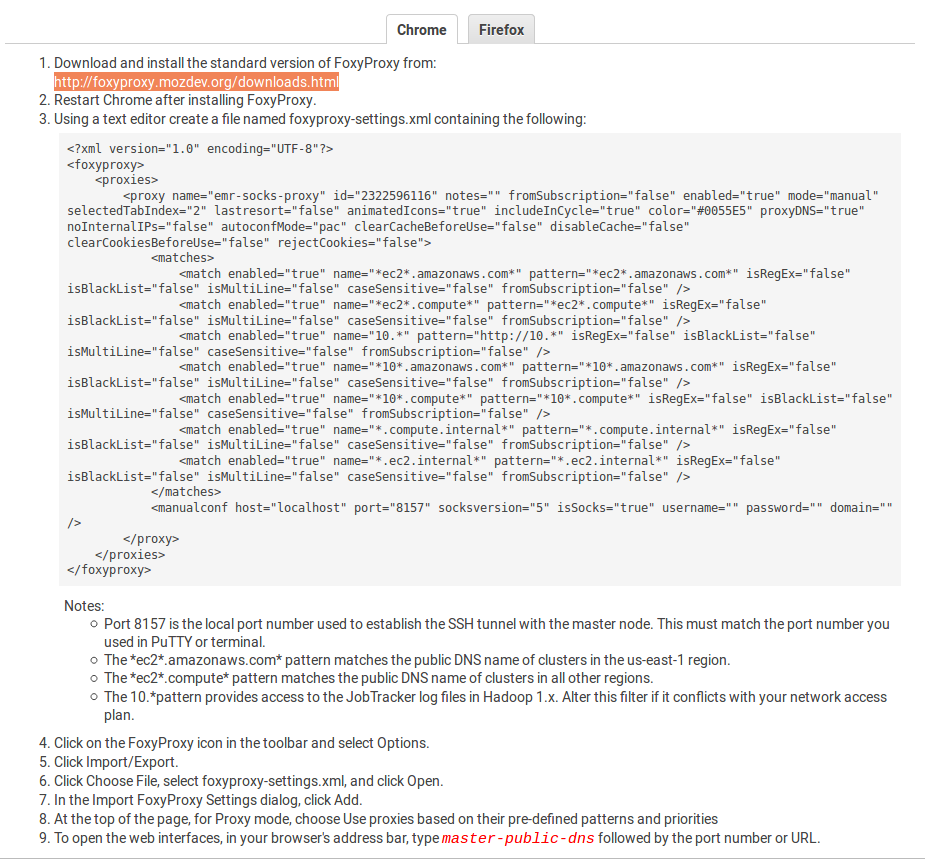 Chrome Firefox
1. Download and install the standard version of FoxyProxy from:
http://foxyproxy.mozdev.org/downloads.html
2. Restart Chrome after installing FoxyProxy.
3. Using a text editor create a file named foxyproxy-settings.xml containing the following:
<?xml version="1.0" encoding="UTF-8"?>
<foxyproxy>
<proxies>
<proxy name="emr-socks-proxy" id="2322596116" notes="" fromSubscription="false" enabled="true" mode="manual"
selectedTabIndex="2" lastresort="false" animatedIcons="true" includeInCycle="true" color="#0055E5" proxyDNS="true"
noInternalIPs="false" autoconfMode="pac" clearCacheBeforeUse="false" disableCache="false"
clearCookiesBeforeUse="false" rejectCookies="false">
<matches>
<match enabled="true" name="*ec2*.amazonaws.com*" pattern="*ec2*.amazonaws.com*" isRegEx="false"
isBlackList="false" isMultiLine="false" caseSensitive="false" fromSubscription="false" />
<match enabled="true" name="*ec2*.compute*" pattern="*ec2*.compute*" isRegEx="false"
isBlackList="false" isMultiLine="false" caseSensitive="false" fromSubscription="false" />
<match enabled="true" name="10.*" pattern="http://10.*" isRegEx="false" isBlackList="false"
isMultiLine="false" caseSensitive="false" fromSubscription="false" />
<match enabled="true" name="*10*.amazonaws.com*" pattern="*10*.amazonaws.com*" isRegEx="false"
isBlackList="false" isMultiLine="false" caseSensitive="false" fromSubscription="false" />
<match enabled="true" name="*10*.compute*" pattern="*10*.compute*" isRegEx="false" isBlackList="false"
isMultiLine="false" caseSensitive="false" fromSubscription="false" />
<match enabled="true" name="*.compute.internal*" pattern="*.compute.internal*" isRegEx="false"
isBlackList="false" isMultiLine="false" caseSensitive="false" fromSubscription="false" />
<match enabled="true" name="*.ec2.internal*" pattern="*.ec2.internal*" isRegEx="false"
isBlackList="false" isMultiLine="false" caseSensitive="false" fromSubscription="false" />
</matches>
<manualconf host="localhost" port="8157" socksversion="5" isSocks="true" username="" password="" domain=""
/>
</proxy>
</proxies>
</foxyproxy>
Notes:
Port 8157 is the local port number used to establish the SSH tunnel with the master node. This must match the port number you
used in PuTTY or terminal.
The *ec2*.amazonaws.com* pattern matches the public DNS name of clusters in the us-east-1 region.
The *ec2*.compute* pattern matches the public DNS name of clusters in all other regions.
The 10.*pattern provides access to the JobTracker log files in Hadoop 1.x. Alter this filter if it conflicts with your network access
plan.
4. Click on the FoxyProxy icon in the toolbar and select Options.
5. Click Import/Export.
6. Click Choose File, select foxyproxy-settings.xml, and click Open.
7. In the Import FoxyProxy Settings dialog, click Add.
8. At the top of the page, for Proxy mode, choose Use proxies based on their pre-defined patterns and priorities
9. To open the web interfaces, in your browser's address bar, type master-public-dns followed by the port number or URL.